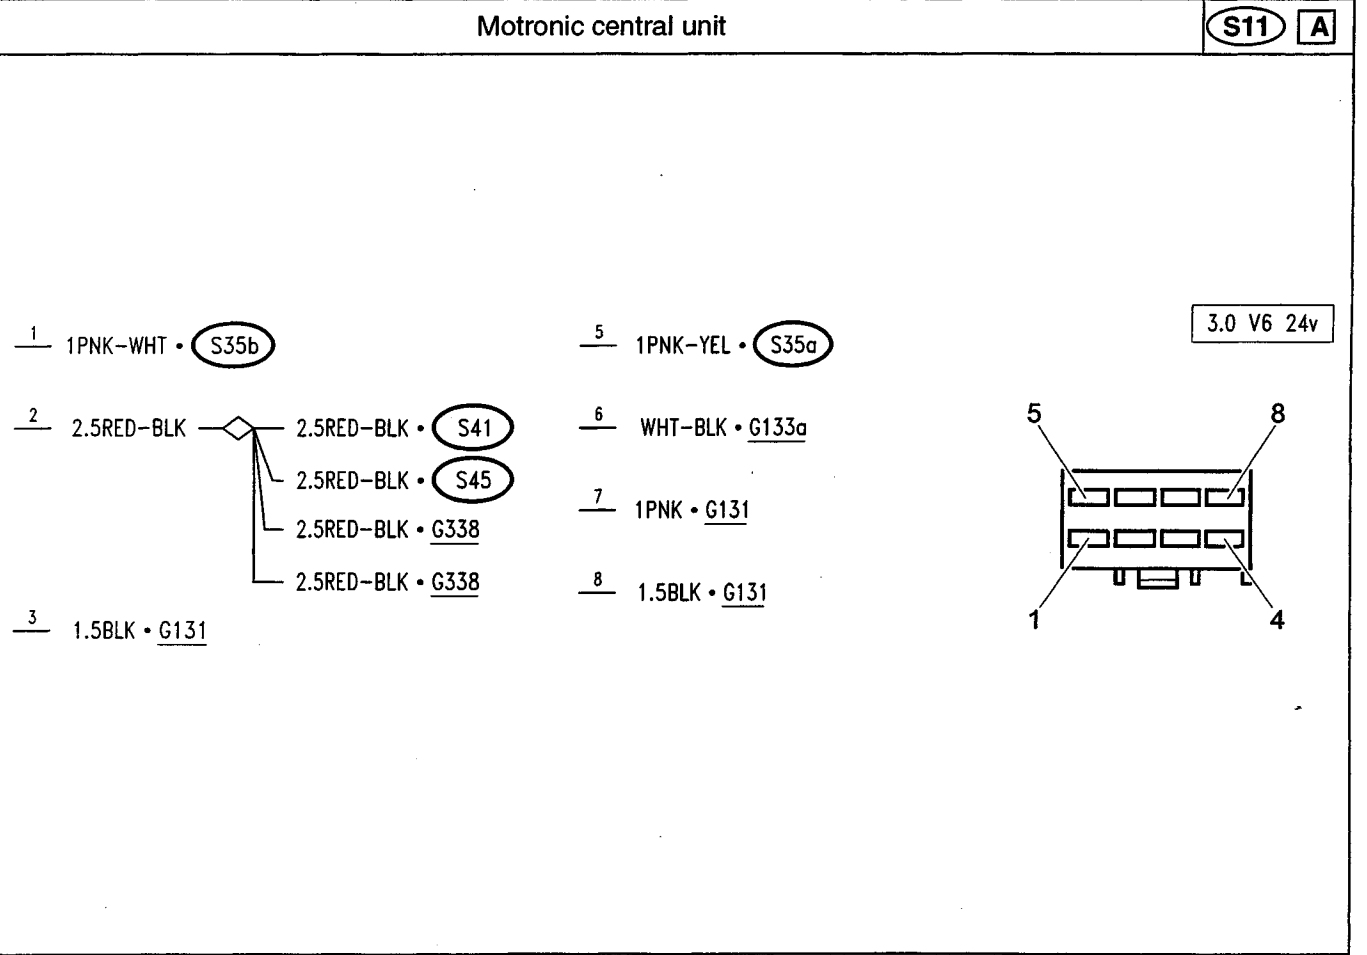 Motronic central unit
S11 A
1 1PNK-WHT • S35b
2 2.5RED-BLK 2.5RED-BLK • S41
2.5RED-BLK • S45
2.5RED-BLK • G338
2.5RED-BLK • G338
3 1.5BLK • G131
5 1PNK-YEL • S35a
6 WHT-BLK • G133a
7 1PNK • G131
8 1.5BLK • G131
3.0 V6 24v
5 8
1 4